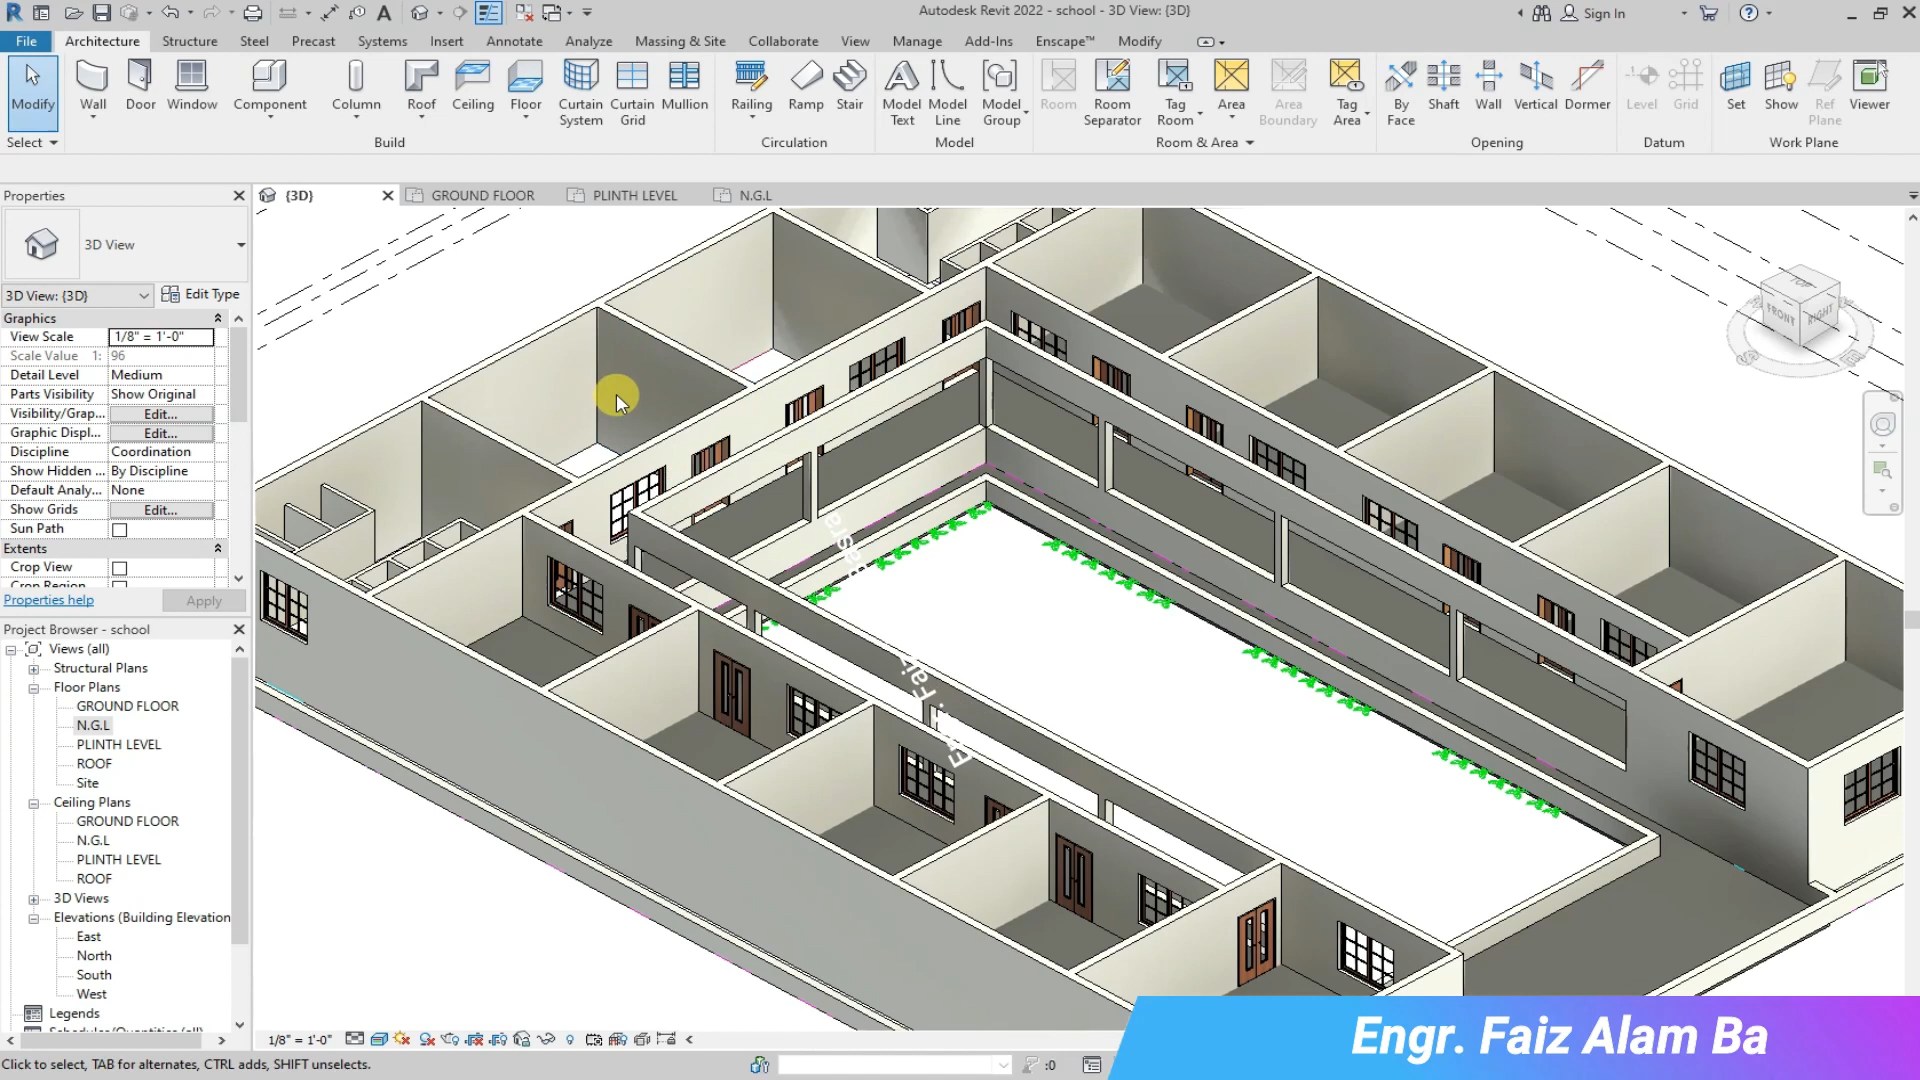 Autodesk Revit 2022 - school - 3D View: {3D}
Sign In
File
Architecture
Structure
Steel
Precast
Systems
Insert
Annotate
Analyze
Massing & Site
Collaborate
View
Manage
Add-Ins
Enscape™
Modify
Modify
Wall
Door
Window
Component
Column
Roof
Ceiling
Floor
Curtain System
Curtain Grid
Mullion
Railing
Ramp
Stair
Model Text
Model Line
Model Group
Room
Room Separator
Tag Room
Area
Area Boundary
Tag Area
By Face
Shaft
Wall
Vertical
Dormer
Level
Grid
Set
Show
Ref Plane
Viewer
Select
Build
Circulation
Model
Room & Area
Opening
Datum
Work Plane
Properties
{3D}
GROUND FLOOR
PLINTH LEVEL
N.G.L
3D View
3D View: {3D}
Edit Type
Graphics
View Scale 1/8" = 1'-0"
Scale Value 1: 96
Detail Level Medium
Parts Visibility Show Original
Visibility/Grap... Edit...
Graphic Displ... Edit...
Discipline Coordination
Show Hidden ... By Discipline
Default Analy... None
Show Grids Edit...
Sun Path
Extents
Crop View
Crop Region
Properties help
Apply
Project Browser - school
Views (all)
Structural Plans
Floor Plans
GROUND FLOOR
N.G.L
PLINTH LEVEL
ROOF
Site
Ceiling Plans
GROUND FLOOR
N.G.L
PLINTH LEVEL
ROOF
3D Views
Elevations (Building Elevation
East
North
South
West
Legends
Schedules/Quantities (all)
TOP
FRONT
RIGHT
1/8" = 1'-0"
Click to select, TAB for alternates, CTRL adds, SHIFT unselects.
:0
Engr. Faiz Alam Ba